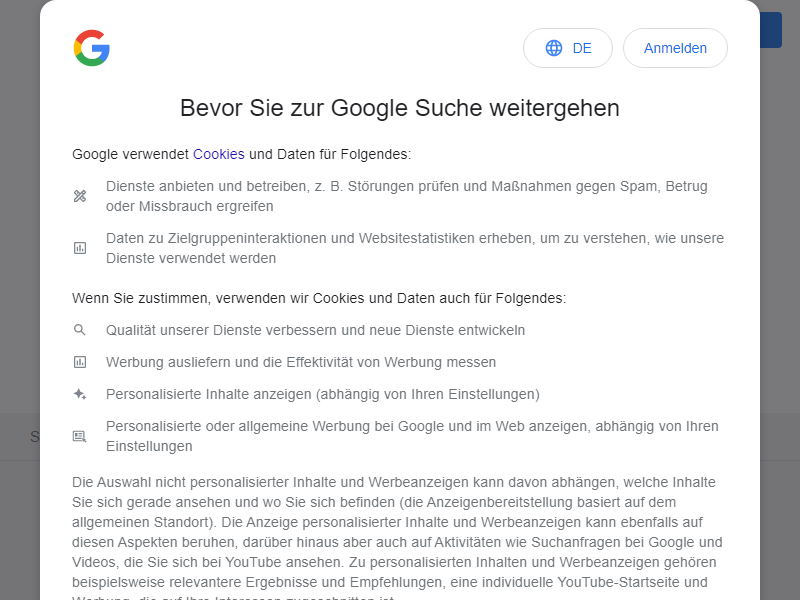 DE
Anmelden
Bevor Sie zur Google Suche weitergehen
Google verwendet Cookies und Daten für Folgendes:
Dienste anbieten und betreiben, z. B. Störungen prüfen und Maßnahmen gegen Spam, Betrug
oder Missbrauch ergreifen
Daten zu Zielgruppeninteraktionen und Websitestatistiken erheben, um zu verstehen, wie unsere
Dienste verwendet werden
Wenn Sie zustimmen, verwenden wir Cookies und Daten auch für Folgendes:
Qualität unserer Dienste verbessern und neue Dienste entwickeln
Werbung ausliefern und die Effektivität von Werbung messen
Personalisierte Inhalte anzeigen (abhängig von Ihren Einstellungen)
Personalisierte oder allgemeine Werbung bei Google und im Web anzeigen, abhängig von Ihren
Einstellungen
Die Auswahl nicht personalisierter Inhalte und Werbeanzeigen kann davon abhängen, welche Inhalte
Sie sich gerade ansehen und wo Sie sich befinden (die Anzeigenbereitstellung basiert auf dem
allgemeinen Standort). Die Anzeige personalisierter Inhalte und Werbeanzeigen kann ebenfalls auf
diesen Aspekten beruhen, darüber hinaus aber auch auf Aktivitäten wie Suchanfragen bei Google und
Videos, die Sie sich bei YouTube ansehen. Zu personalisierten Inhalten und Werbeanzeigen gehören
beispielsweise relevantere Ergebnisse und Empfehlungen, eine individuelle YouTube-Startseite und
Werbung, die auf Ihre Interessen zugeschnitten ist.